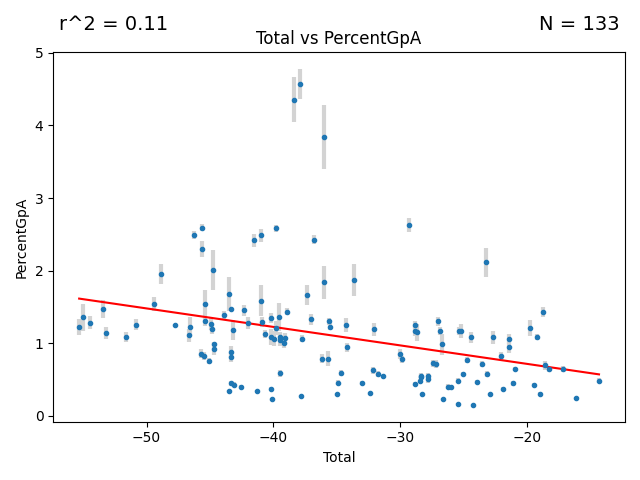 r^2 = 0.11
N = 133
Total vs PercentGpA
5
4
3
2
1
0
PercentGpA
−50
−40
−30
−20
Total